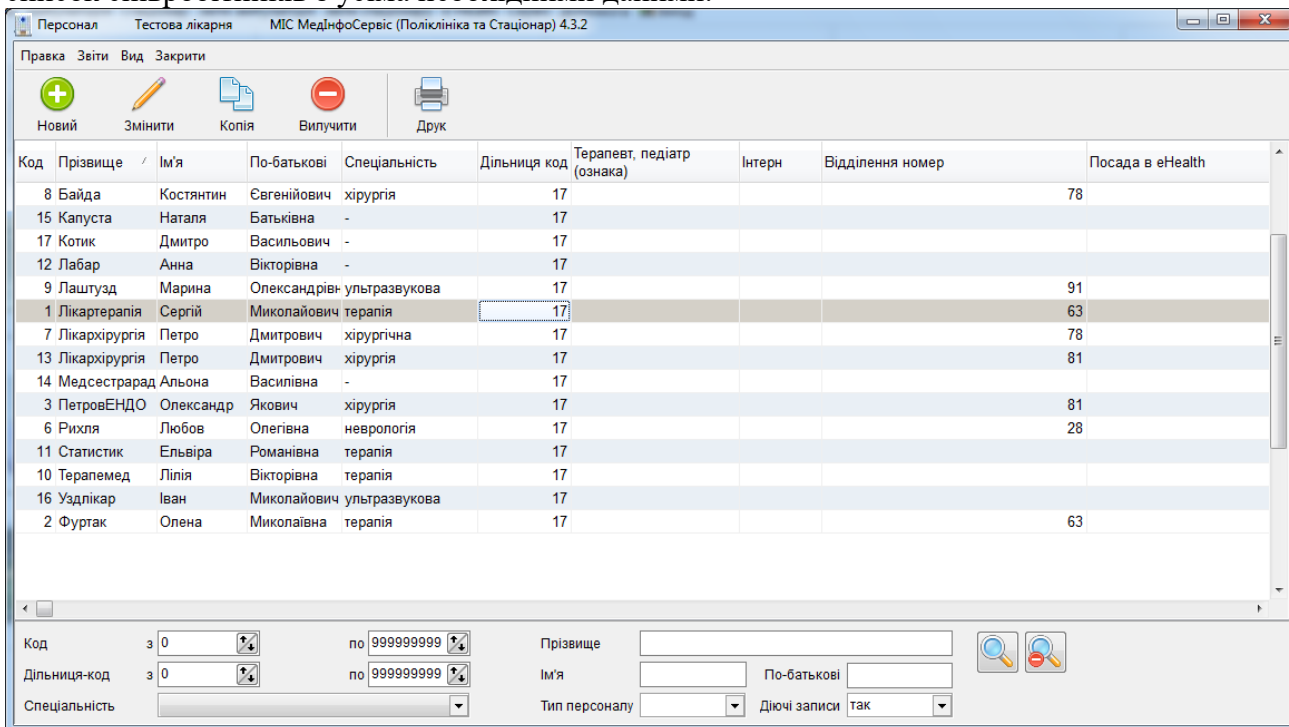 Персонал Тестова лікарня МІС МедІнфоСервіс (Поліклініка та Стаціонар) 4.3.2
Правка Звіти Вид Закрити
Новий Змінити Копія Вилучити Друк
Код Прізвище Ім'я По-батькові Спеціальність Дільниця код Терапевт, педіатр (ознака) Інтерн Відділення номер Посада в eHealth
8 Байда Костянтин Євгенійович хірургія 17 78
15 Капуста Наталя Батьківна - 17
17 Котик Дмитро Васильович - 17
12 Лабар Анна Вікторівна - 17
9 Лаштузд Марина Олександрівн ультразвукова 17 91
1 Лікартерапія Сергій Миколайович терапія 17 63
7 Лікархірургія Петро Дмитрович хірургічна 17 78
13 Лікархірургія Петро Дмитрович хірургія 17 81
14 Медсестрарад Альона Василівна - 17
3 ПетровЕНДО Олександр Якович хірургія 17 81
6 Рихля Любов Олегівна неврологія 17 28
11 Статистик Ельвіра Романівна терапія 17
10 Терапемед Лілія Вікторівна терапія 17
16 Уздлікар Іван Миколайович ультразвукова 17
2 Фуртак Олена Миколаївна терапія 17 63
Код з 0 по 999999999 Прізвище
Дільниця-код з 0 по 999999999 Ім'я По-батькові
Спеціальність Тип персоналу Діючі записи так